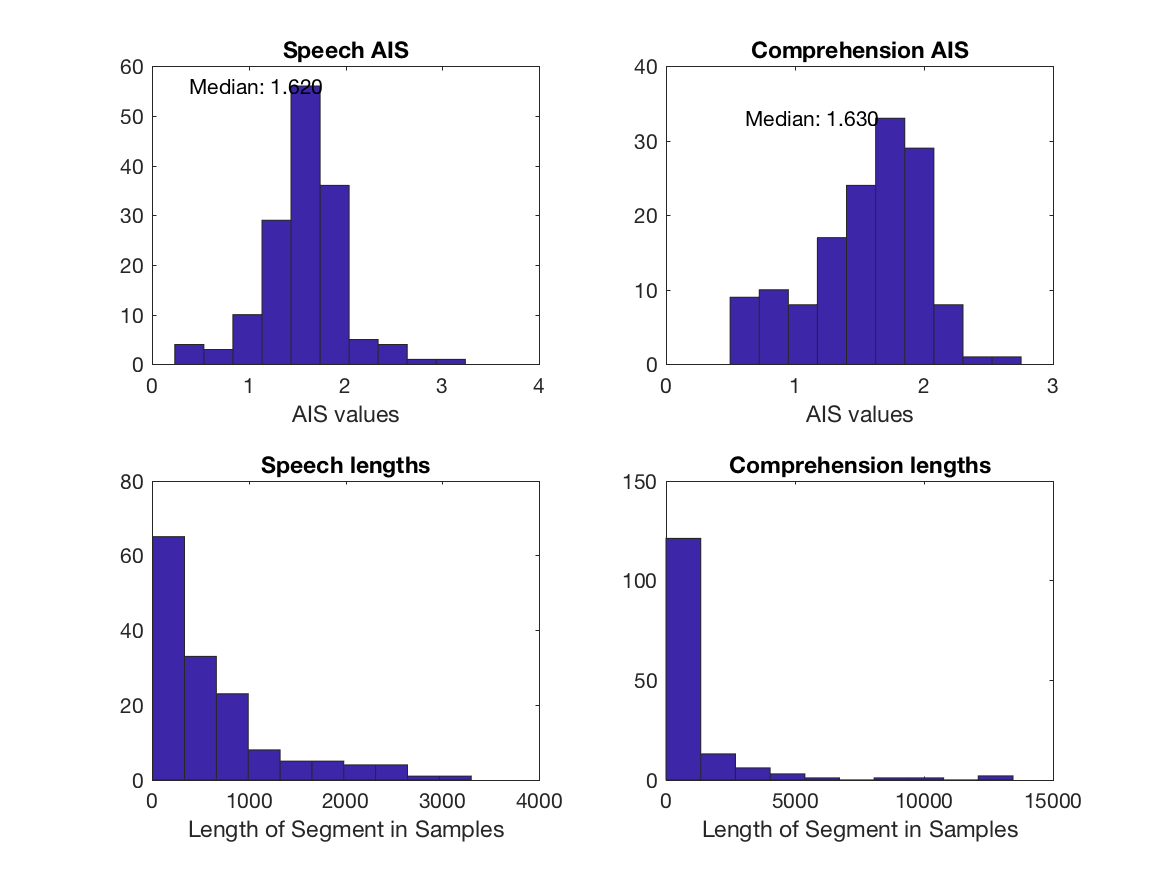 Speech AIS
60
50
40
30
20
10
0
Median: 1.620
0 1 2 3 4
AIS values
Comprehension AIS
40
30
20
10
0
Median: 1.630
0 1 2 3
AIS values
Speech lengths
80
60
40
20
0
0 1000 2000 3000 4000
Length of Segment in Samples
Comprehension lengths
150
100
50
0
0 5000 10000 15000
Length of Segment in Samples